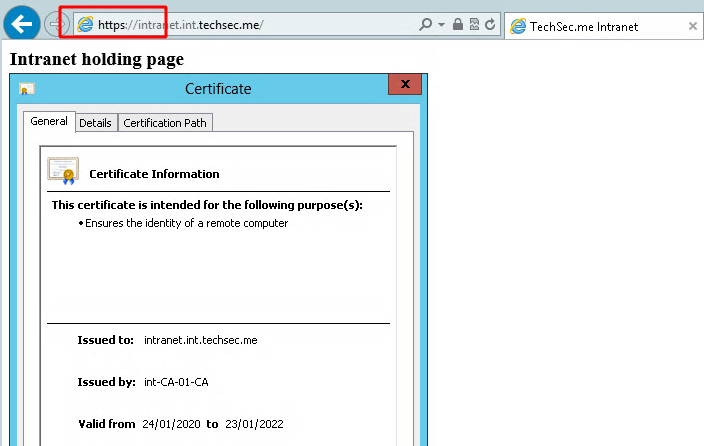 https://intranet.int.techsec.me/
TechSec.me Intranet
Intranet holding page
Certificate
General Details Certification Path
Certificate Information
This certificate is intended for the following purpose(s):
• Ensures the identity of a remote computer
Issued to: intranet.int.techsec.me
Issued by: int-CA-01-CA
Valid from 24/01/2020 to 23/01/2022